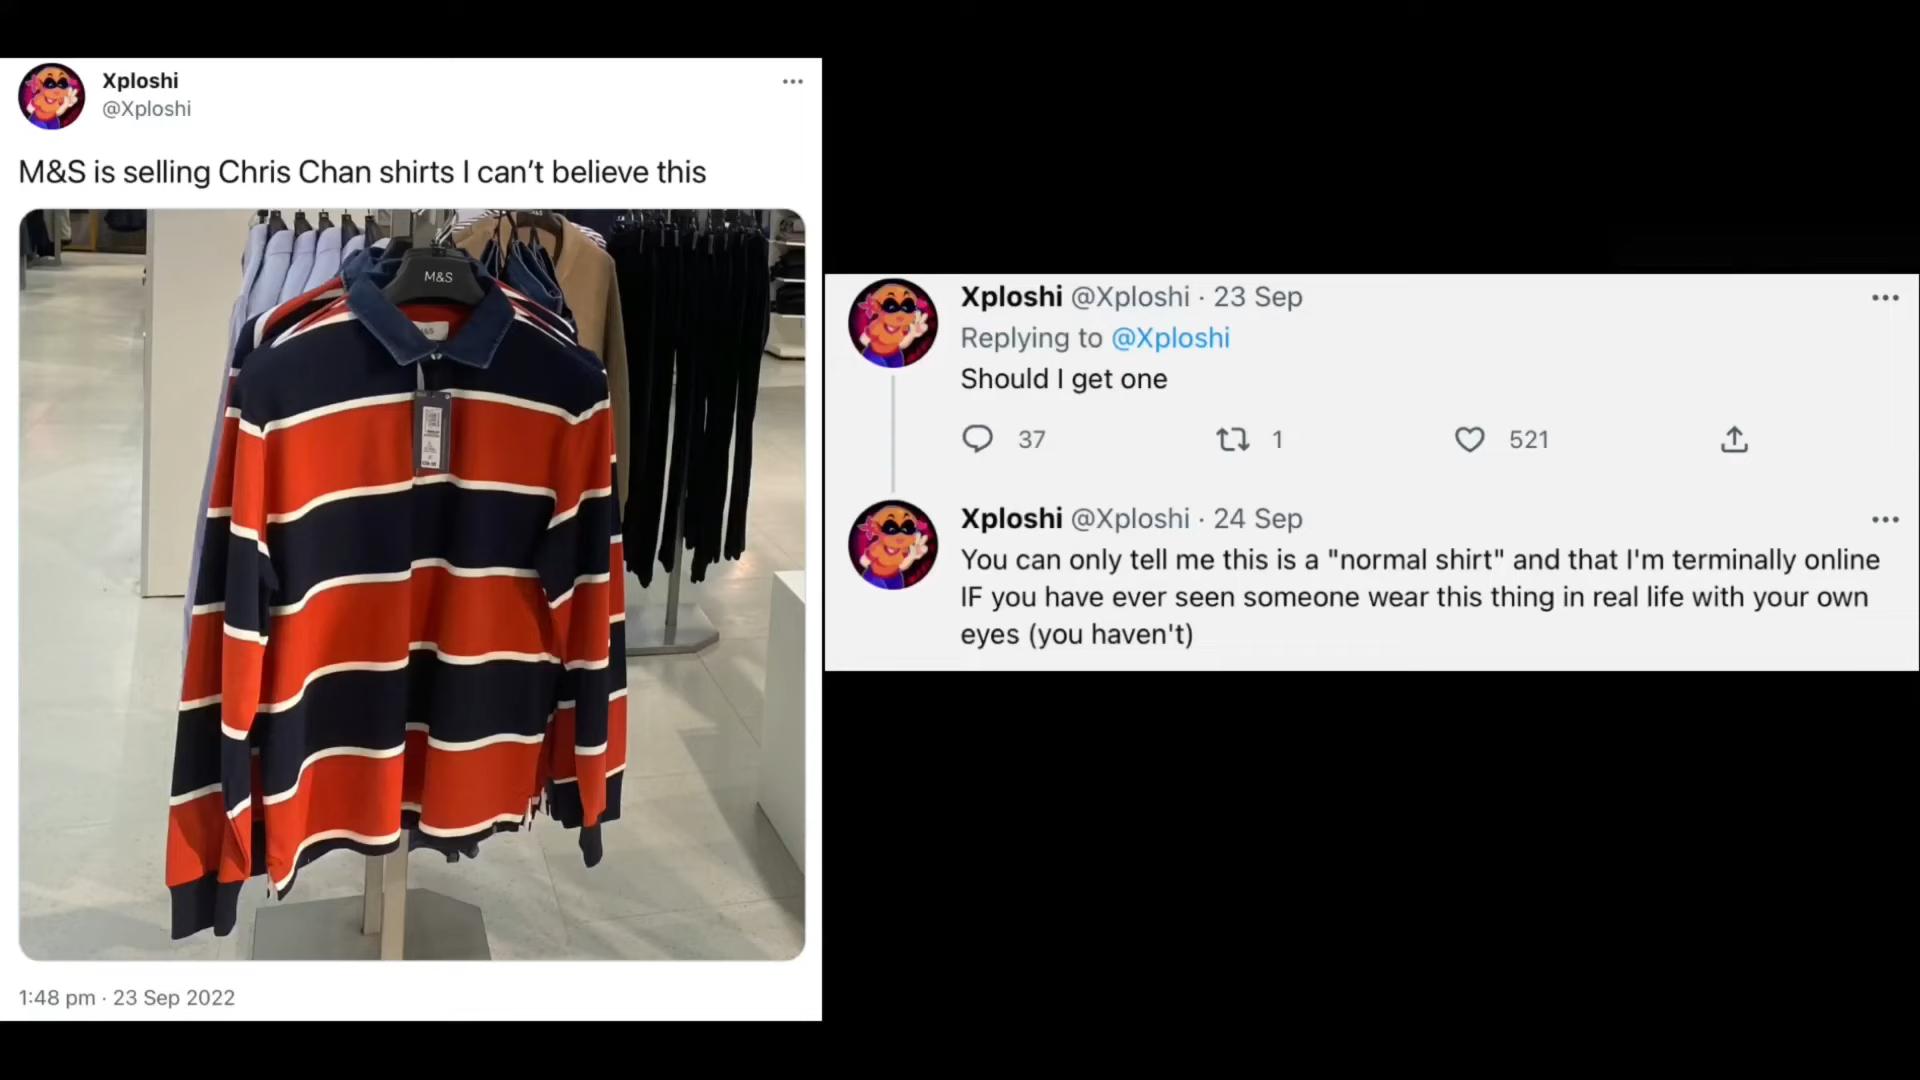 Xploshi
@Xploshi
M&S is selling Chris Chan shirts I can't believe this
M&S
1:48 pm · 23 Sep 2022
Xploshi @Xploshi · 23 Sep
Replying to @Xploshi
Should I get one
37 1 521
Xploshi @Xploshi · 24 Sep
You can only tell me this is a "normal shirt" and that I'm terminally online
IF you have ever seen someone wear this thing in real life with your own
eyes (you haven't)